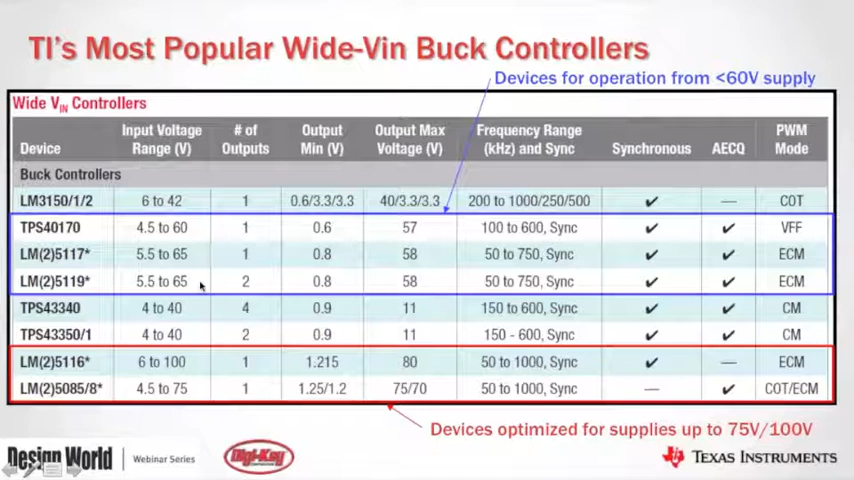 TI's Most Popular Wide-Vin Buck Controllers
Devices for operation from <60V supply
Wide VIN Controllers
Device Input Voltage Range (V) # of Outputs Output Min (V) Output Max Voltage (V) Frequency Range (kHz) and Sync Synchronous AECQ PWM Mode
Buck Controllers
LM3150/1/2 6 to 42 1 0.6/3.3/3.3 40/3.3/3.3 200 to 1000/250/500 ✔ — COT
TPS40170 4.5 to 60 1 0.6 57 100 to 600, Sync ✔ ✔ VFF
LM(2)5117* 5.5 to 65 1 0.8 58 50 to 750, Sync ✔ ✔ ECM
LM(2)5119* 5.5 to 65 2 0.8 58 50 to 750, Sync ✔ ✔ ECM
TPS43340 4 to 40 4 0.9 11 150 to 600, Sync ✔ ✔ CM
TPS43350/1 4 to 40 2 0.9 11 150 - 600, Sync ✔ ✔ CM
LM(2)5116* 6 to 100 1 1.215 80 50 to 1000, Sync ✔ — ECM
LM(2)5085/8* 4.5 to 75 1 1.25/1.2 75/70 50 to 1000, Sync — ✔ COT/ECM
Devices optimized for supplies up to 75V/100V
Design World Webinar Series Digi-Key Texas Instruments